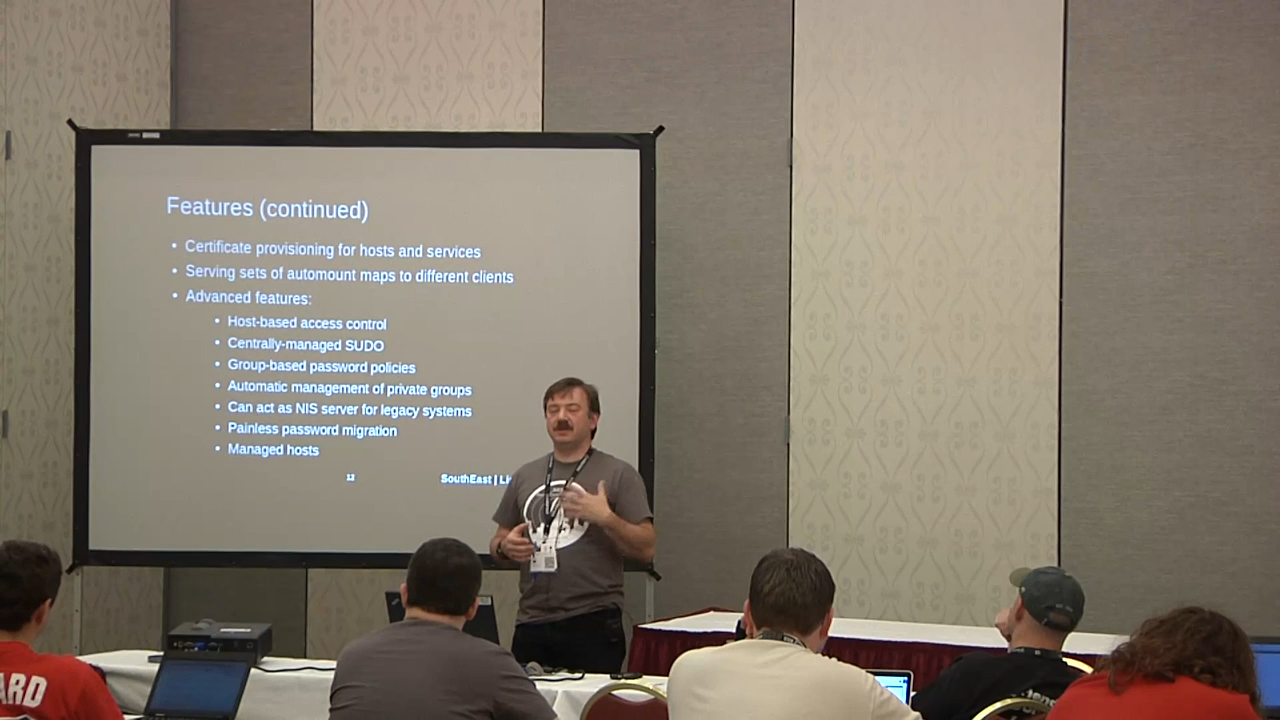 Features (continued)
• Certificate provisioning for hosts and services
• Serving sets of automount maps to different clients
• Advanced features:
• Host-based access control
• Centrally-managed SUDO
• Group-based password policies
• Automatic management of private groups
• Can act as NIS server for legacy systems
• Painless password migration
• Managed hosts
SouthEast |
ARD